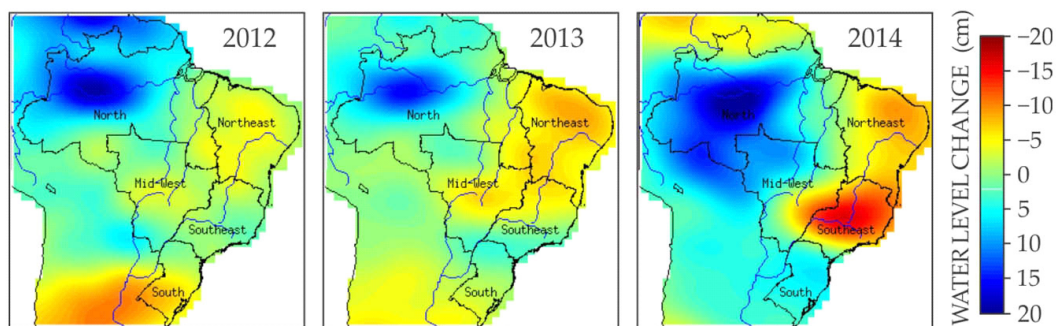 2012
North
Northeast
Mid-West
Southeast
South
2013
North
Northeast
Mid-West
Southeast
South
2014
North
Northeast
Mid-West
Southeast
South
WATER LEVEL CHANGE (cm)
−20
−15
−10
−5
0
5
10
15
20